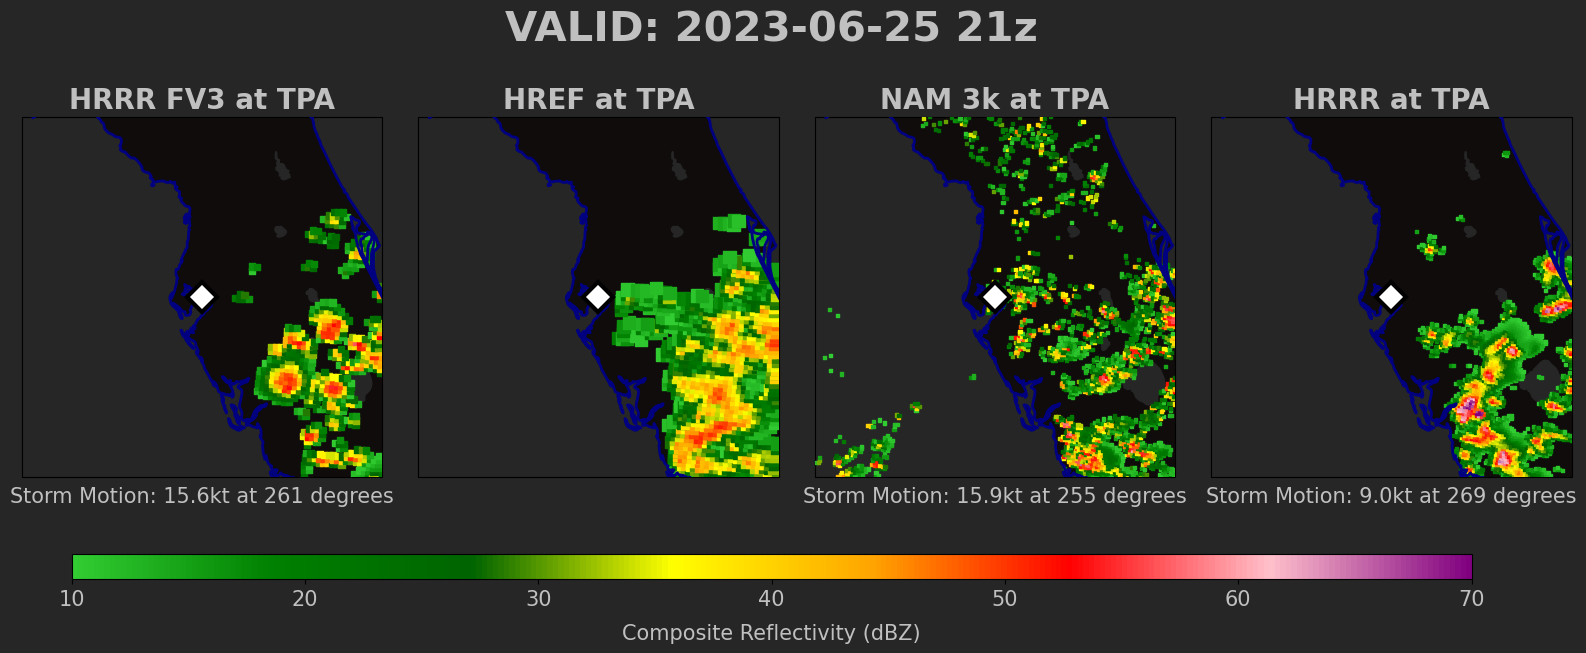 VALID: 2023-06-25 21z
HRRR FV3 at TPA
HREF at TPA
NAM 3k at TPA
HRRR at TPA
Storm Motion: 15.6kt at 261 degrees
Storm Motion: 15.9kt at 255 degrees
Storm Motion: 9.0kt at 269 degrees
10 20 30 40 50 60 70
Composite Reflectivity (dBZ)